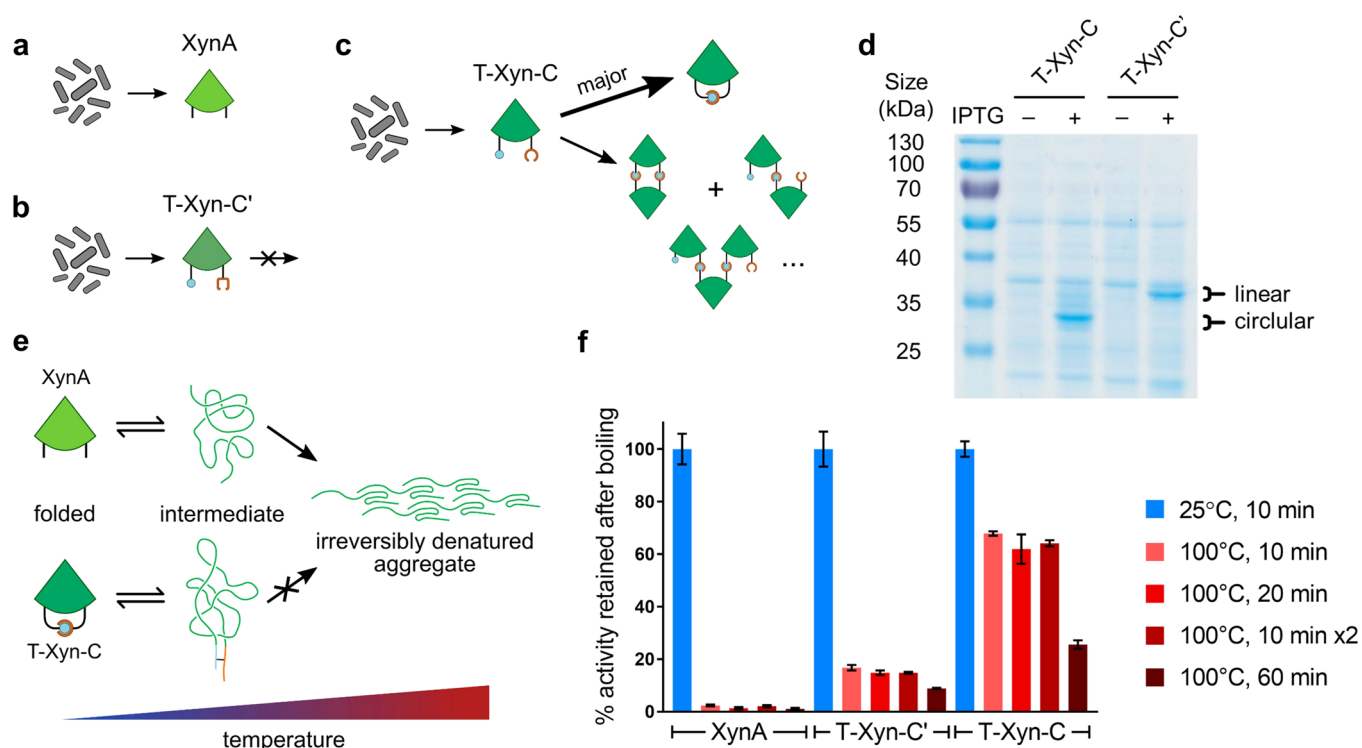 a
XynA
b
T-Xyn-C'
c
T-Xyn-C
major
+
...
d
T-Xyn-C
T-Xyn-C'
Size
(kDa)
IPTG
– + – +
130
100
70
55
40
35
25
linear
circlular
e
XynA
folded
intermediate
irreversibly denatured
aggregate
T-Xyn-C
temperature
f
% activity retained after boiling
100
80
60
40
20
0
XynA
T-Xyn-C'
T-Xyn-C
25°C, 10 min
100°C, 10 min
100°C, 20 min
100°C, 10 min x2
100°C, 60 min